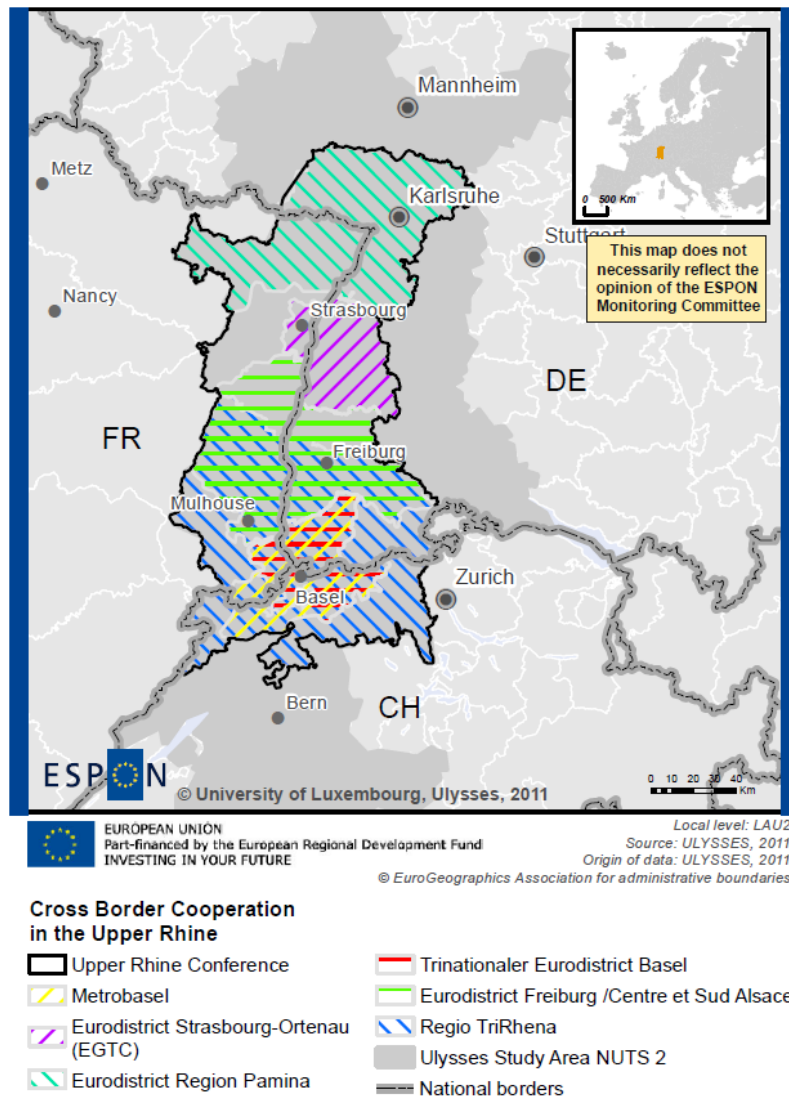 Mannheim
Metz
Karlsruhe
0 500 Km
Stuttgart
This map does not
necessarily reflect the
opinion of the ESPON
Monitoring Committee
Nancy
Strasbourg
DE
FR
Freiburg
Mulhouse
Zurich
Basel
Bern
CH
ESPON
© University of Luxembourg, Ulysses, 2011
0 10 20 30 40
Km
EUROPEAN UNION
Part-financed by the European Regional Development Fund
INVESTING IN YOUR FUTURE
Local level: LAU2
Source: ULYSSES, 2011
Origin of data: ULYSSES, 2011
© EuroGeographics Association for administrative boundaries
Cross Border Cooperation
in the Upper Rhine
Upper Rhine Conference
Metrobasel
Eurodistrict Strasbourg-Ortenau
(EGTC)
Eurodistrict Region Pamina
Trinationaler Eurodistrict Basel
Eurodistrict Freiburg /Centre et Sud Alsace
Regio TriRhena
Ulysses Study Area NUTS 2
National borders